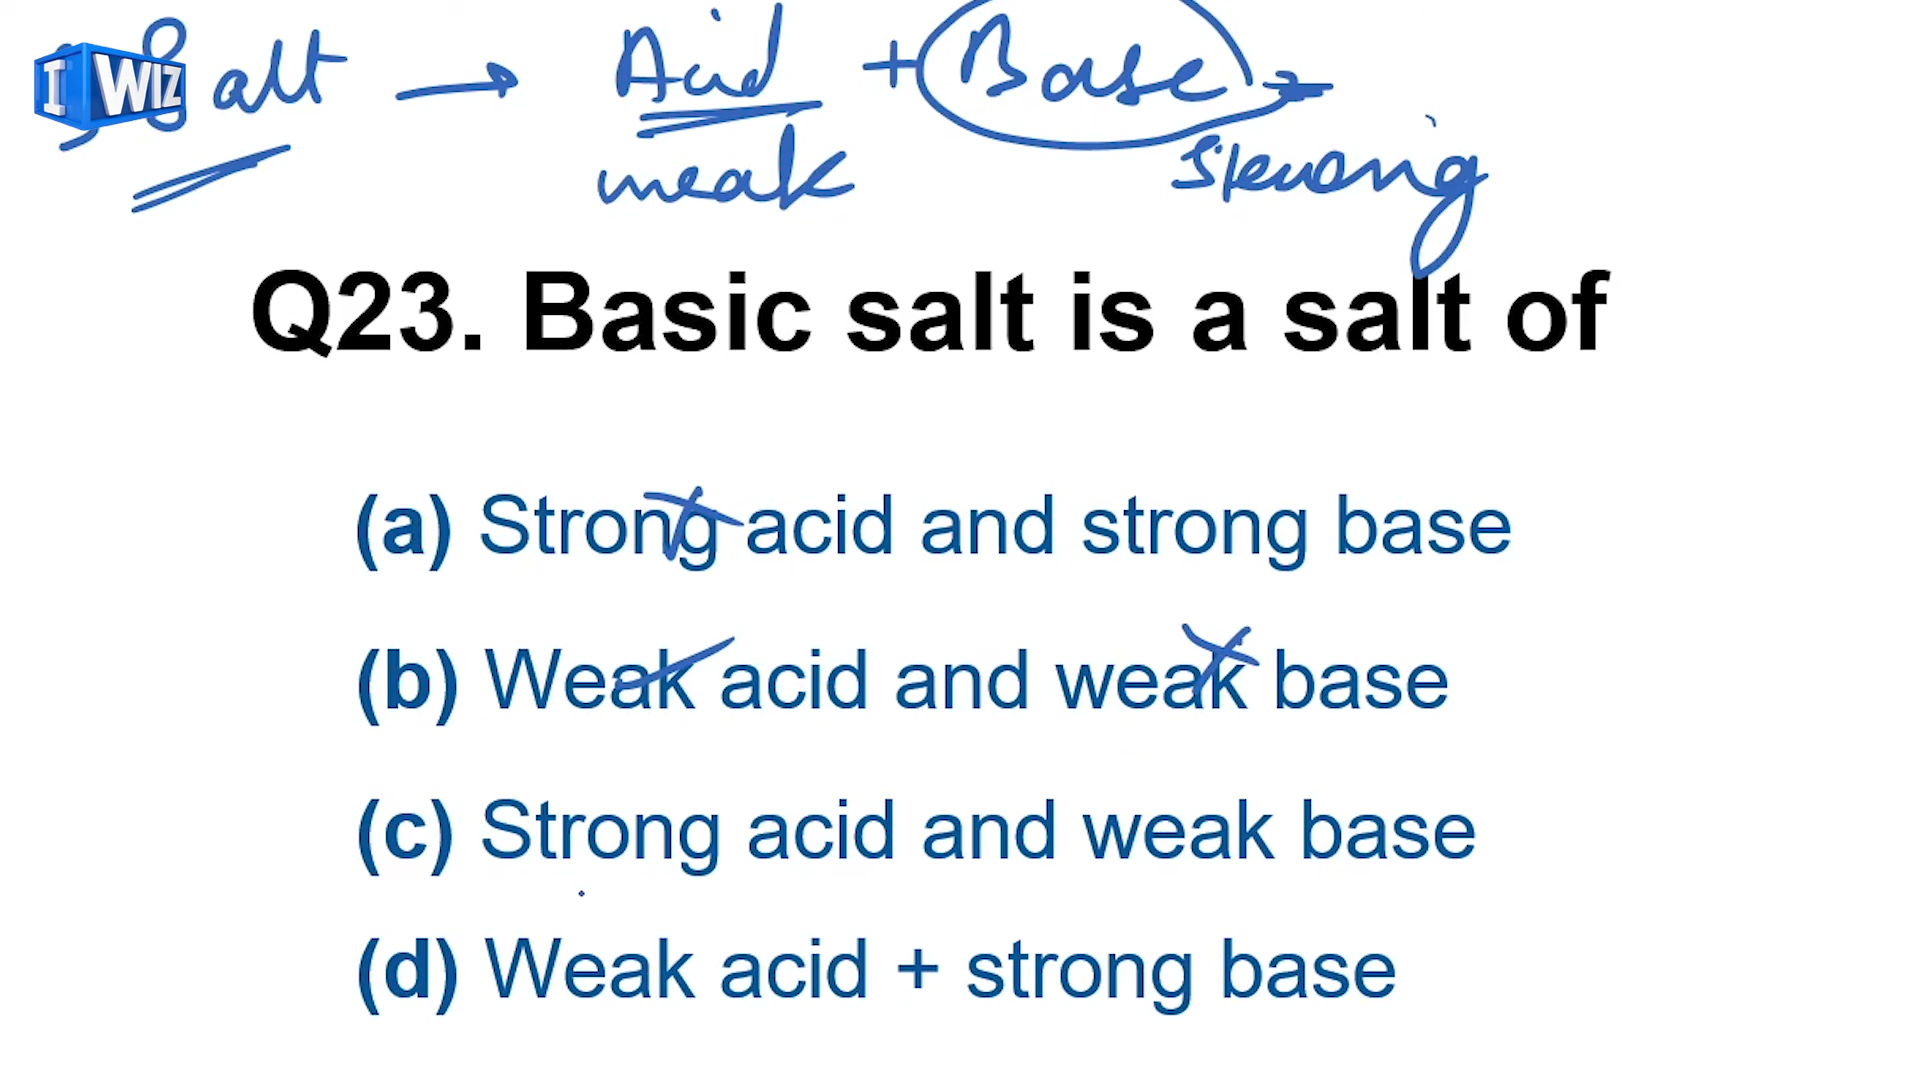 I WIZ
Salt → Acid + Base
weak strong
Q23. Basic salt is a salt of
(a) Strong acid and strong base
(b) Weak acid and weak base
(c) Strong acid and weak base
(d) Weak acid + strong base